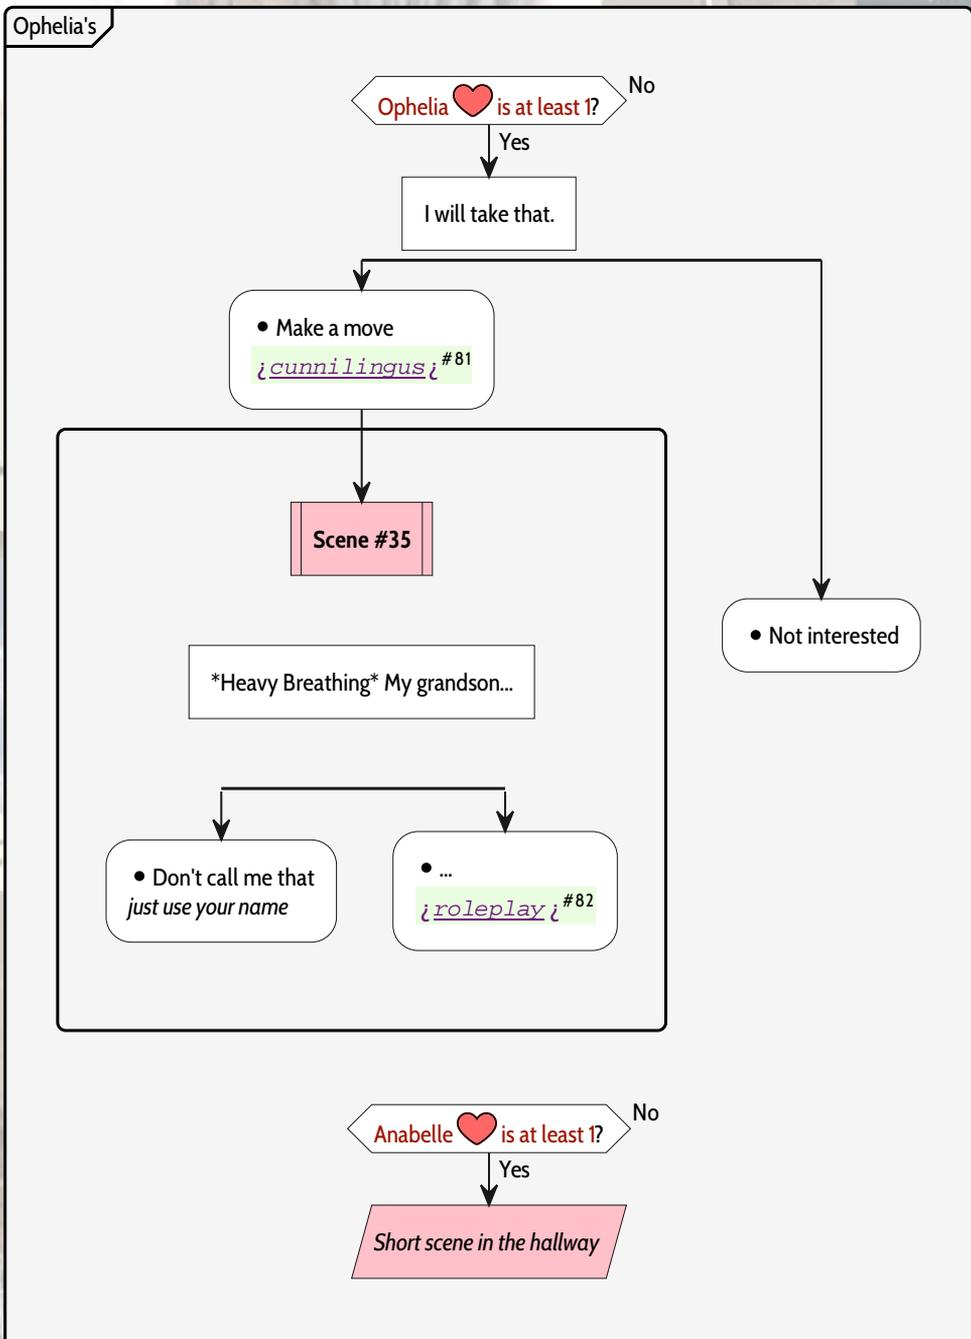 Ophelia's
Ophelia ❤ is at least 1?
No
Yes
I will take that.
• Make a move
¿cunnilingus¿#81
Scene #35
• Not interested
*Heavy Breathing* My grandson...
• Don't call me that
just use your name
• ...
¿roleplay¿#82
Anabelle ❤ is at least 1?
No
Yes
Short scene in the hallway